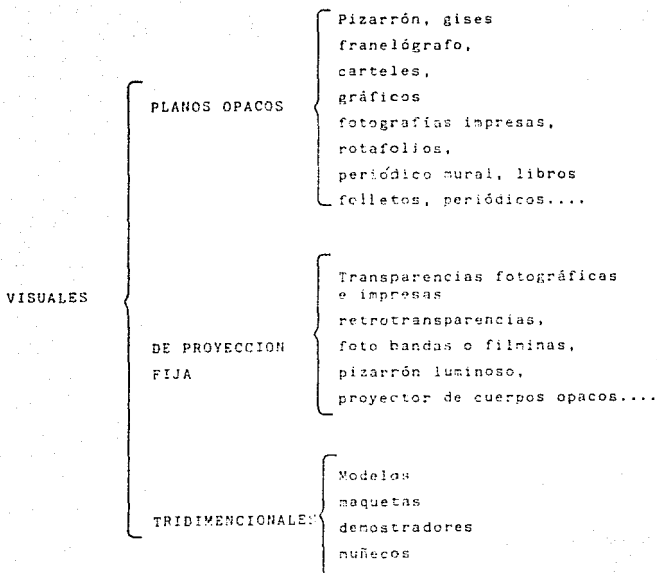 Pizarrón, gises
franelógrafo,
carteles,
PLANOS OPACOS
gráficos
fotografías impresas,
rotafolios,
periódico mural, libros
folletos, periódicos....
VISUALES
Transparencias fotográficas
e impresas
retrotransparencias,
DE PROYECCION
FIJA
foto bandas o filminas,
pizarrón luminoso,
proyector de cuerpos opacos....
TRIDIMENCIONALES
Modelos
maquetas
demostradores
muñecos